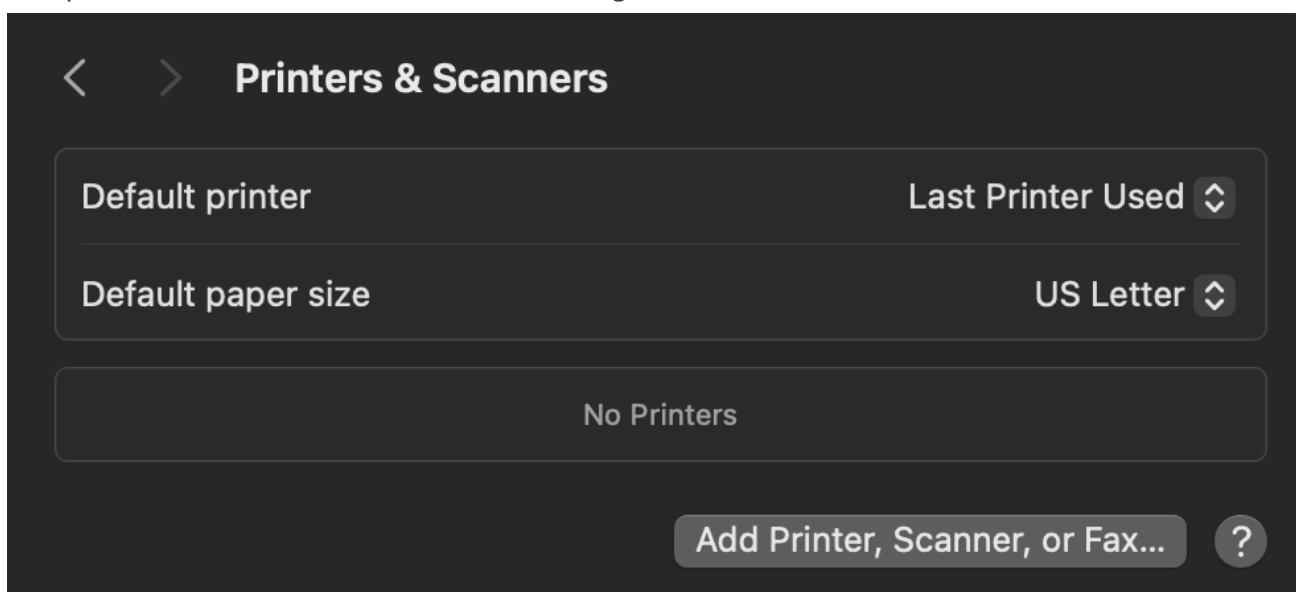 Printers & Scanners
Default printer Last Printer Used
Default paper size US Letter
No Printers
Add Printer, Scanner, or Fax... ?